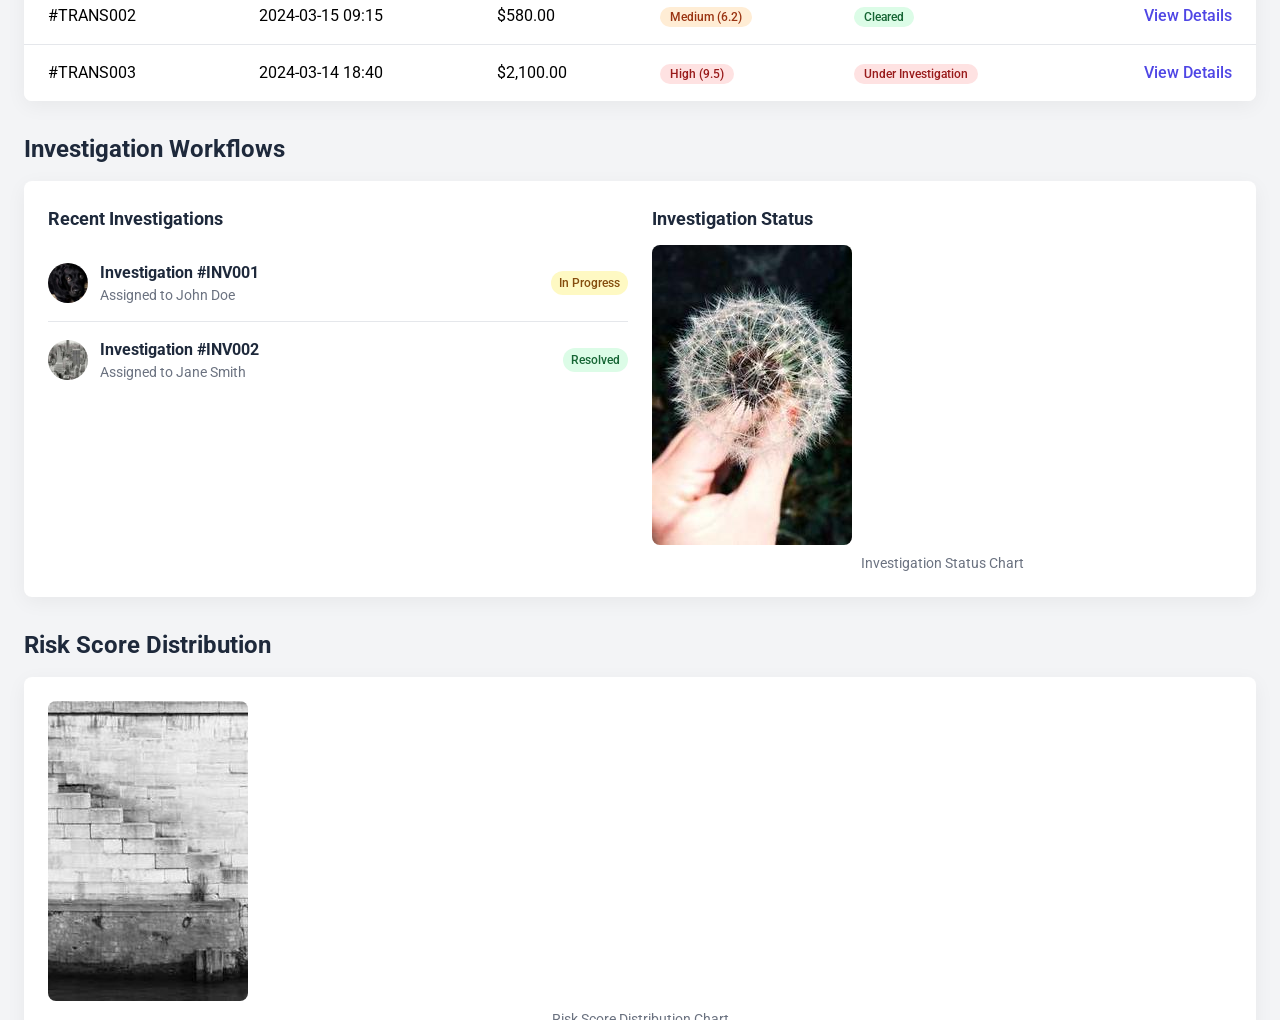 #TRANS002 2024-03-15 09:15 $580.00 Medium (6.2) Cleared View Details
#TRANS003 2024-03-14 18:40 $2,100.00 High (9.5) Under Investigation View Details
Investigation Workflows
Recent Investigations
Investigation #INV001
Assigned to John Doe
In Progress
Investigation #INV002
Assigned to Jane Smith
Resolved
Investigation Status
Investigation Status Chart
Risk Score Distribution
Risk Score Distribution Chart